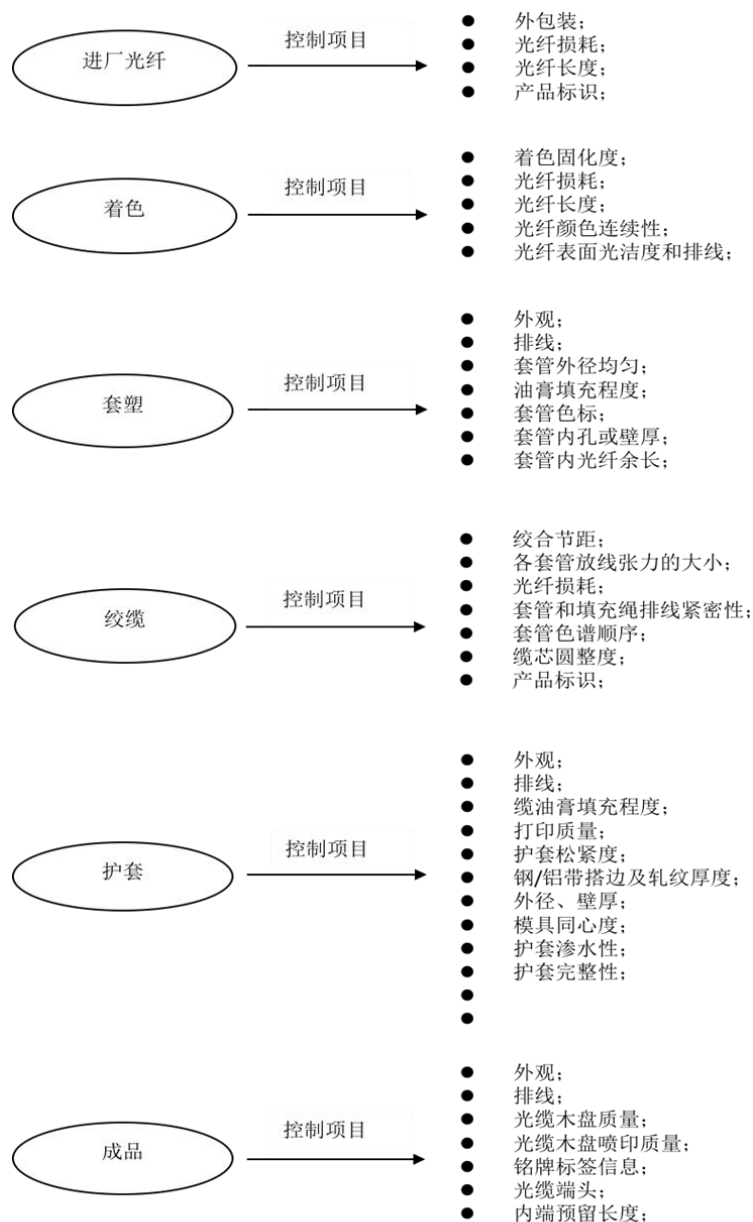 进厂光纤
控制项目
外包装；
光纤损耗；
光纤长度；
产品标识；
着色
控制项目
着色固化度；
光纤损耗；
光纤长度；
光纤颜色连续性；
光纤表面光洁度和排线；
套塑
控制项目
外观；
排线；
套管外径均匀；
油膏填充程度；
套管色标；
套管内孔或壁厚；
套管内光纤余长；
绞缆
控制项目
绞合节距；
各套管放线张力的大小；
光纤损耗；
套管和填充绳排线紧密性；
套管色谱顺序；
缆芯圆整度；
产品标识；
护套
控制项目
外观；
排线；
缆油膏填充程度；
打印质量；
护套松紧度；
钢/铝带搭边及轧纹厚度；
外径、壁厚；
模具同心度；
护套渗水性；
护套完整性；
成品
控制项目
外观；
排线；
光缆木盘质量；
光缆木盘喷印质量；
铭牌标签信息；
光缆端头；
内端预留长度；